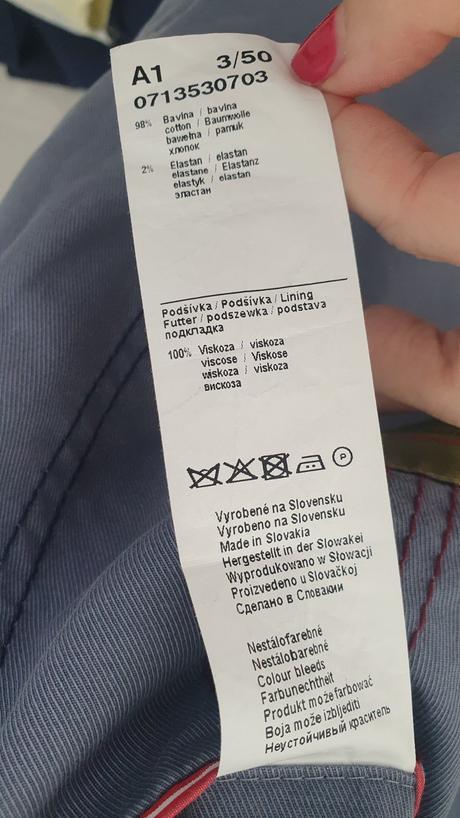 A1 3/50
0713530703
98% Bavlna / bavlna
cotton / Baumwolle
bawełna / pamuk
хлопок
2% Elastan / elastan
elastane / Elastanz
elastyk / elastan
эластан
Podšívka / Podšívka / Lining
Futter / podszewka / podstava
подкладка
100% Viskoza / viskoza
viscose / Viskose
wiskoza / viskoza
вискоза
P
Vyrobené na Slovensku
Vyrobeno na Slovensku
Made in Slovakia
Hergestellt in der Slowakei
Wyprodukowano w Słowacji
Proizvedeno u Slovačkoj
Сделано в Словакии
Nestálofarebné
Nestálobarebné
Colour bleeds
Farbunechtheit
Produkt może farbować
Boja može izblijediti
Неустойчивый краситель